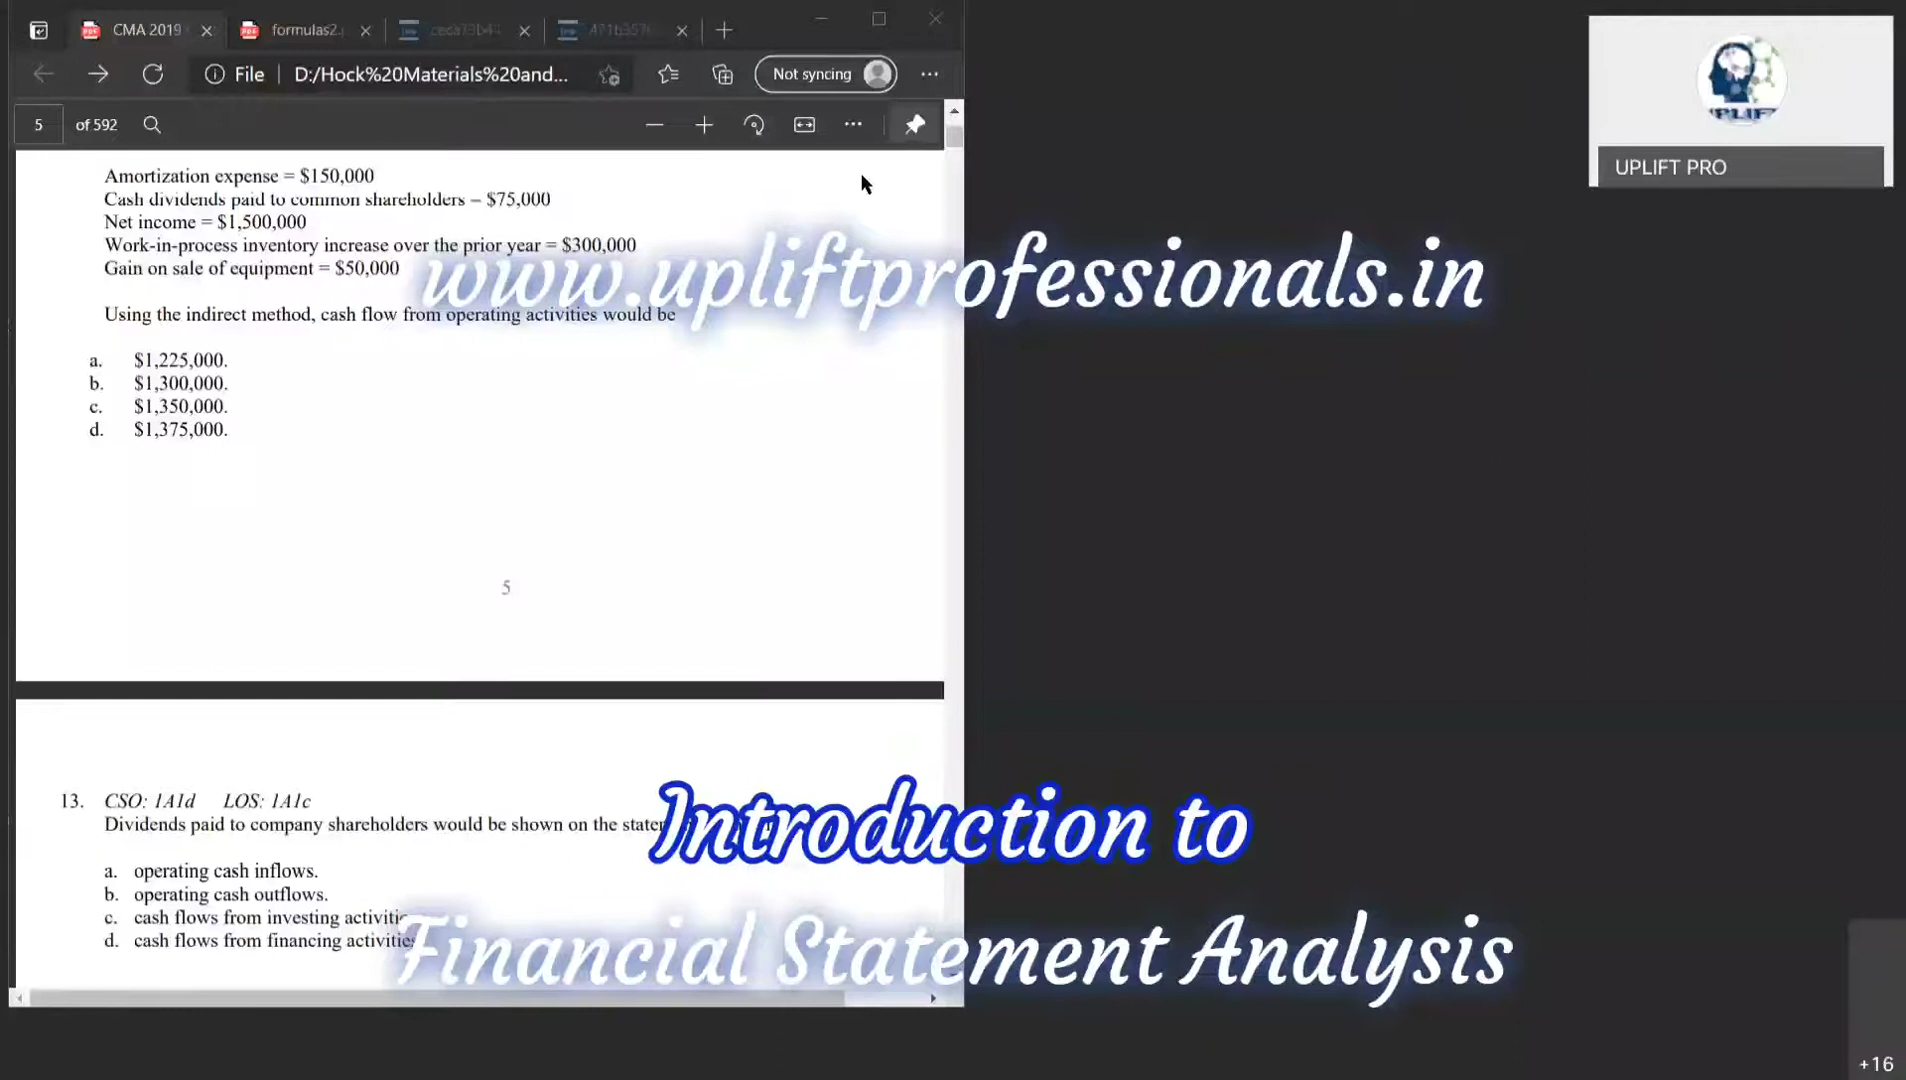 CMA 2019
formulas2.
File
D:/Hock%20Materials%20and...
Not syncing
5 of 592
Amortization expense = $150,000
Cash dividends paid to common shareholders = $75,000
Net income = $1,500,000
Work-in-process inventory increase over the prior year = $300,000
Gain on sale of equipment = $50,000
Using the indirect method, cash flow from operating activities would be
a. $1,225,000.
b. $1,300,000.
c. $1,350,000.
d. $1,375,000.
5
13. CSO: 1A1d LOS: 1A1c
Dividends paid to company shareholders would be shown on the
a. operating cash inflows.
b. operating cash outflows.
c. cash flows from investing
d. cash flows from financing
www.upliftprofessionals.in
Introduction to
Financial Statement Analysis
UPLIFT PRO
+16